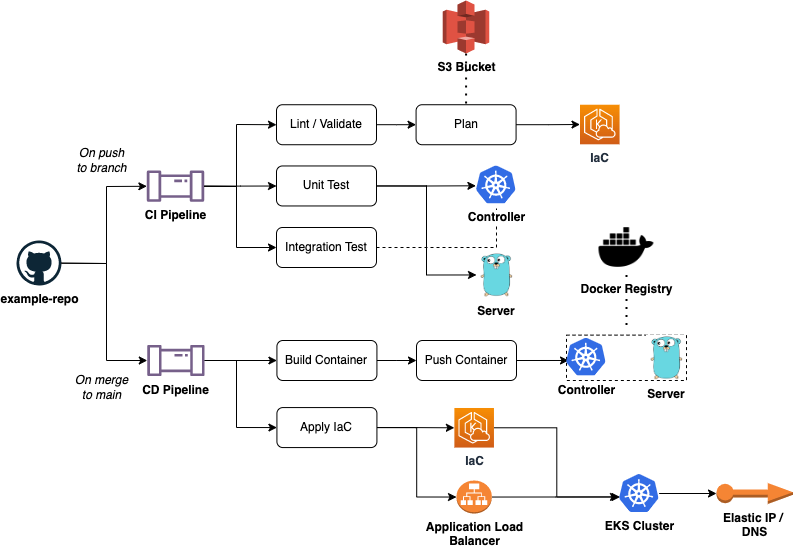 S3 Bucket
Lint / Validate
Plan
IaC
On push
to branch
Unit Test
CI Pipeline
Controller
Integration Test
example-repo
Server
Docker Registry
Build Container
Push Container
On merge
to main
CD Pipeline
Controller
Server
Apply IaC
IaC
Application Load
Balancer
EKS Cluster
Elastic IP /
DNS